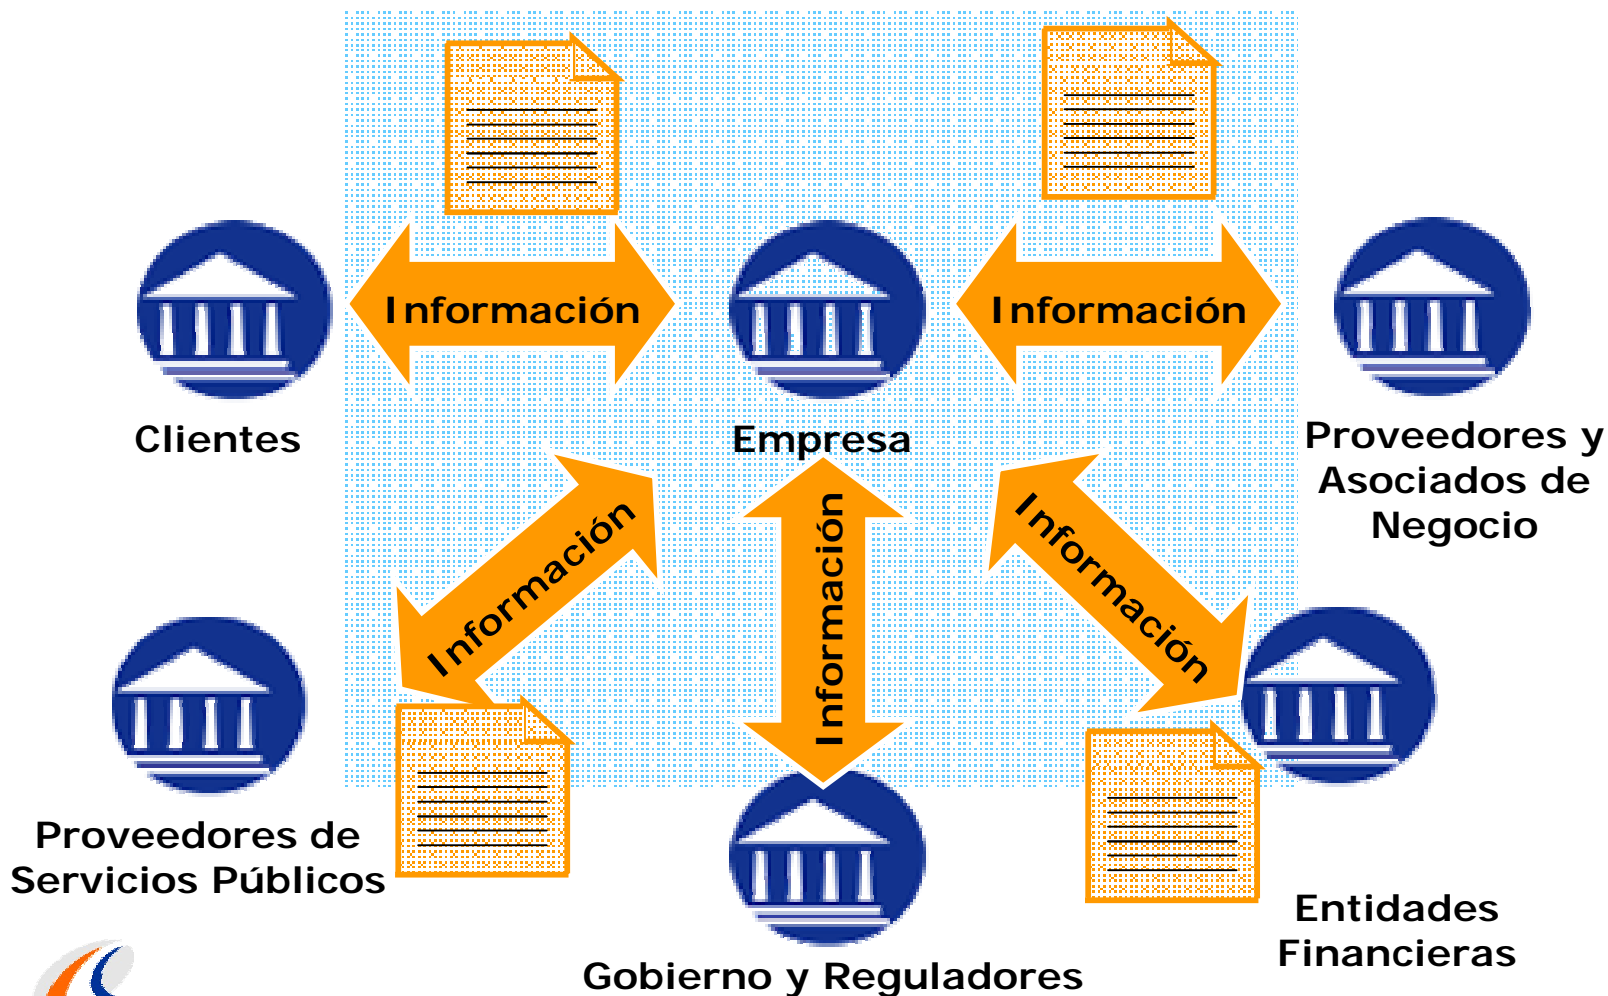 Información
Información
Clientes
Empresa
Proveedores y
Asociados de
Negocio
Información
Información
Información
Proveedores de
Servicios Públicos
Entidades
Financieras
Gobierno y Reguladores